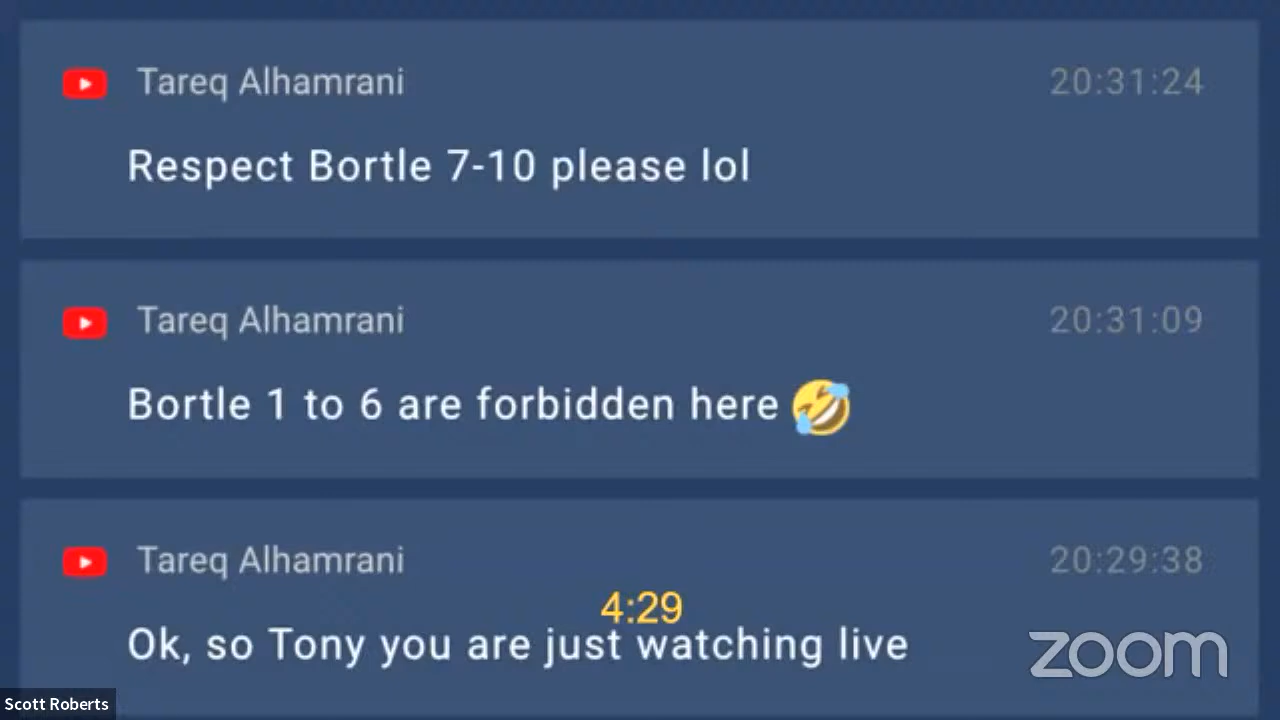 Tareq Alhamrani 20:31:24
Respect Bortle 7-10 please lol
Tareq Alhamrani 20:31:09
Bortle 1 to 6 are forbidden here 🤣
Tareq Alhamrani 20:29:38
4:29
Ok, so Tony you are just watching live
zoom
Scott Roberts